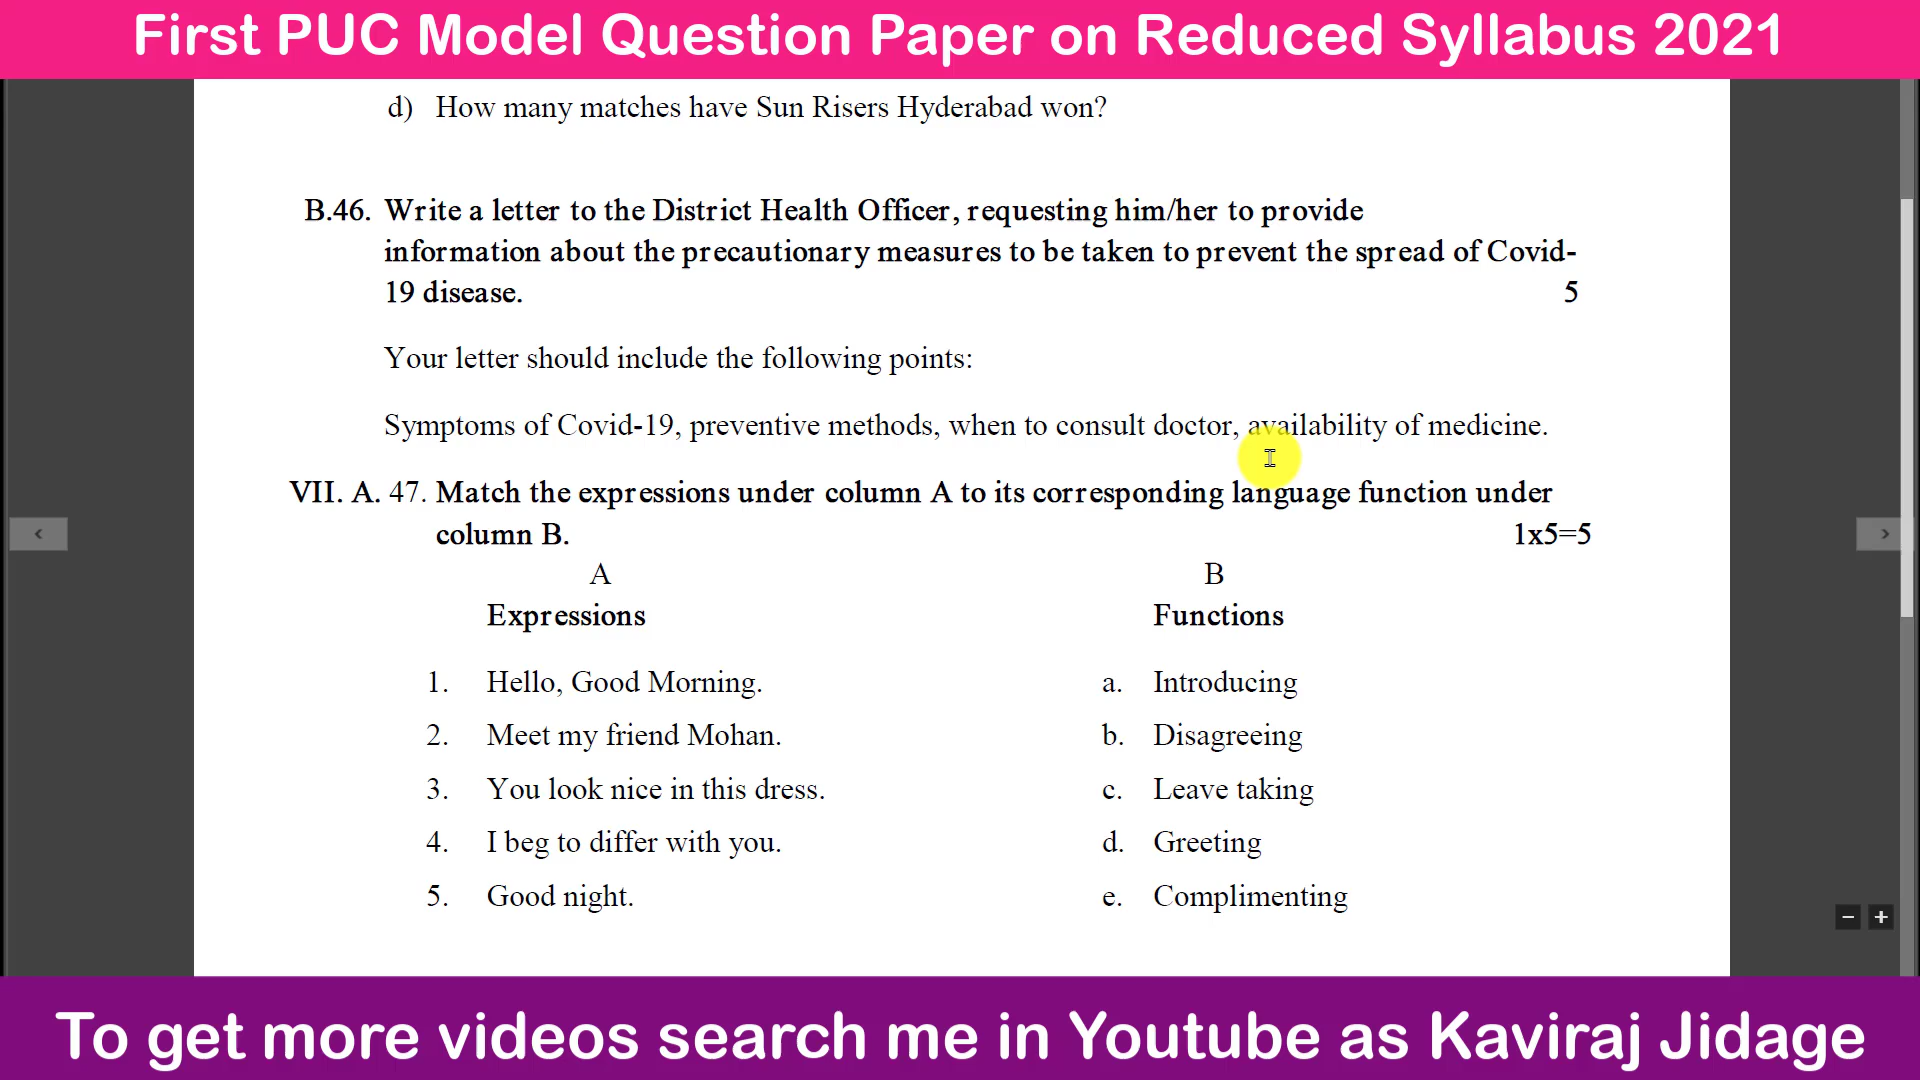 First PUC Model Question Paper on Reduced Syllabus 2021
d) How many matches have Sun Risers Hyderabad won?
B.46. Write a letter to the District Health Officer, requesting him/her to provide
information about the precautionary measures to be taken to prevent the spread of Covid-
19 disease. 5
Your letter should include the following points:
Symptoms of Covid-19, preventive methods, when to consult doctor, availability of medicine.
VII. A. 47. Match the expressions under column A to its corresponding language function under
column B. 1x5=5
A B
Expressions Functions
1. Hello, Good Morning. a. Introducing
2. Meet my friend Mohan. b. Disagreeing
3. You look nice in this dress. c. Leave taking
4. I beg to differ with you. d. Greeting
5. Good night. e. Complimenting
To get more videos search me in Youtube as Kaviraj Jidage